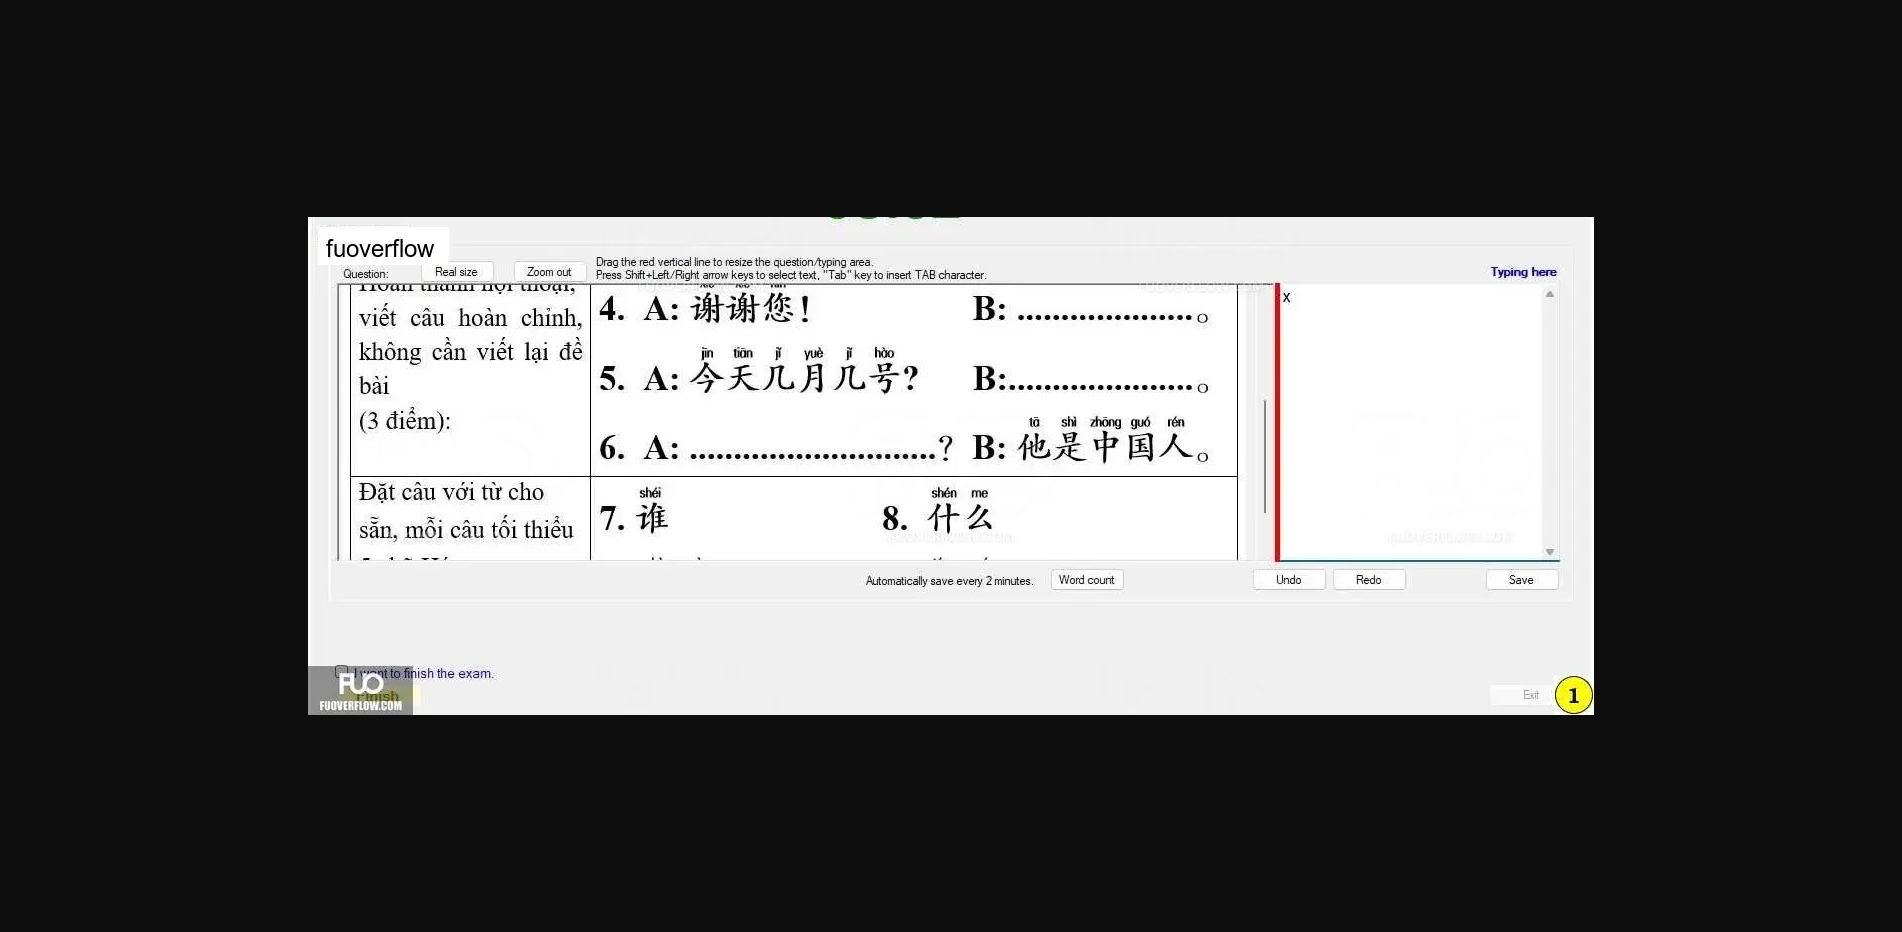 fuoverflow
Question:
Real size
Zoom out
Drag the red vertical line to resize the question/typing area.
Press Shift+Left/Right arrow keys to select text, "Tab" key to insert TAB character.
Typing here
Hoàn thành hội thoại,
viết câu hoàn chỉnh,
không cần viết lại đề
bài
(3 điểm):
4. A: 谢谢您! B: ....................。
jīn tiān jǐ yuè jǐ hào
5. A: 今天几月几号? B:.....................。
tā shì zhōng guó rén
6. A: ............................? B: 他是中国人。
Đặt câu với từ cho
sẵn, mỗi câu tối thiểu
shéi shén me
7. 谁 8. 什么
x
Automatically save every 2 minutes.
Word count
Undo
Redo
Save
I want to finish the exam.
Finish
FUO
FUOVERFLOW.COM
Exit
1